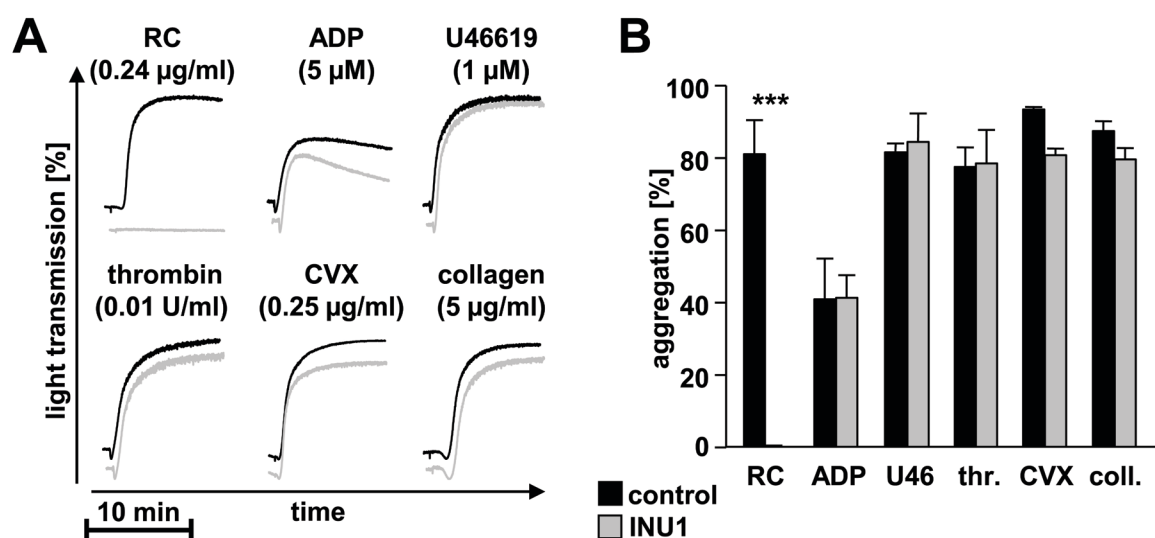 A
RC
(0.24 µg/ml)
ADP
(5 µM)
U46619
(1 µM)
thrombin
(0.01 U/ml)
CVX
(0.25 µg/ml)
collagen
(5 µg/ml)
light transmission [%]
10 min
time
B
aggregation [%]
100
80
60
40
20
0
***
RC ADP U46 thr. CVX coll.
control
INU1